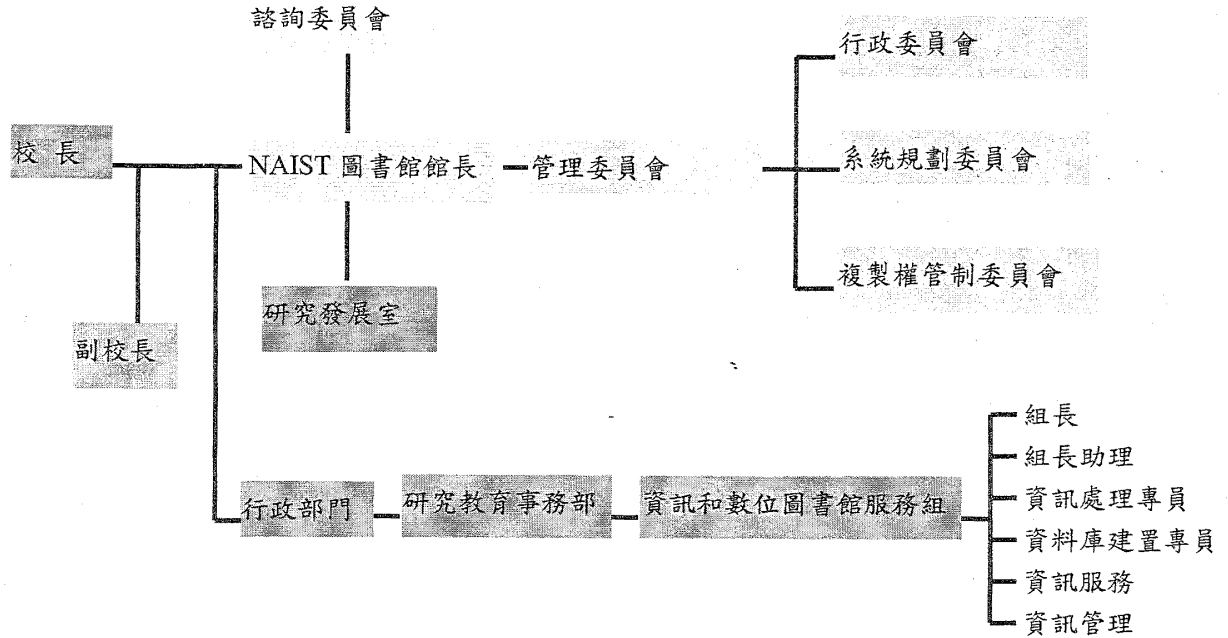 諮詢委員會
行政委員會
校 長
NAIST 圖書館館長
管理委員會
系統規劃委員會
複製權管制委員會
研究發展室
副校長
行政部門
研究教育事務部
資訊和數位圖書館服務組
組長
組長助理
資訊處理專員
資料庫建置專員
資訊服務
資訊管理